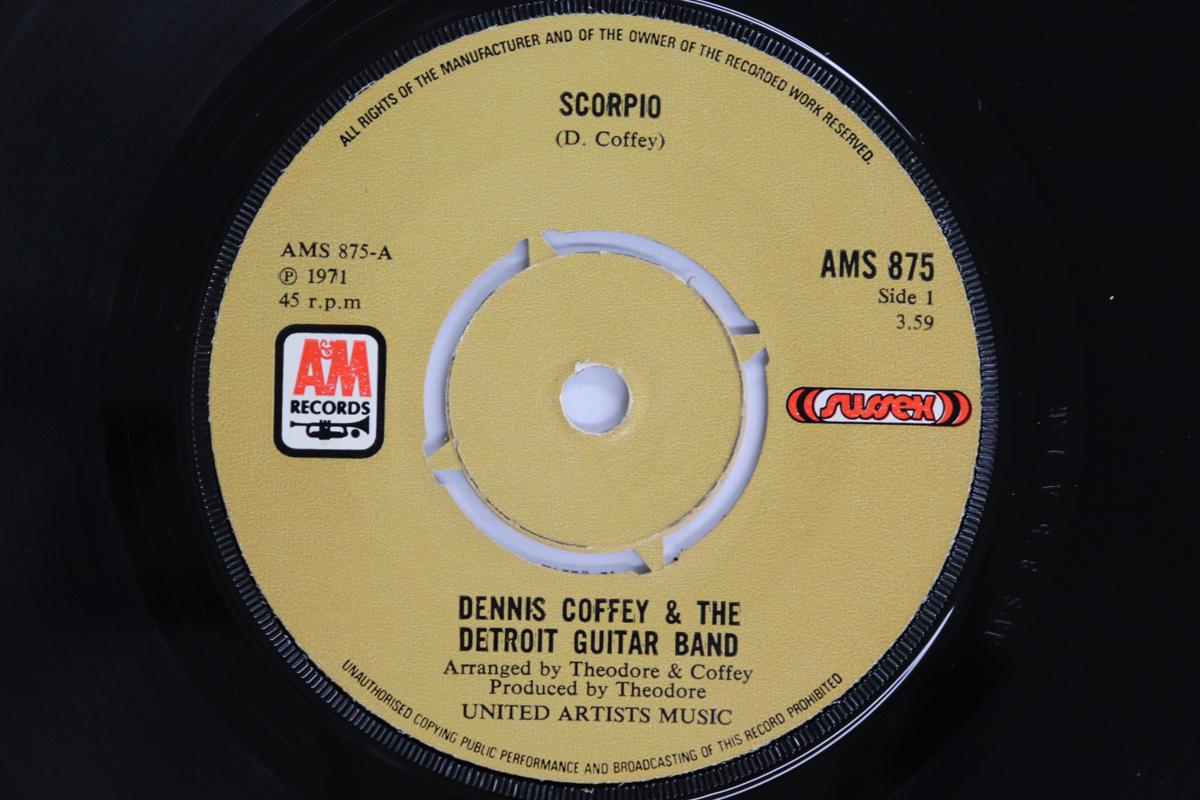 ALL RIGHTS OF THE MANUFACTURER AND OF THE OWNER OF THE RECORDED WORK RESERVED.
SCORPIO
(D. Coffey)
AMS 875-A
℗ 1971
45 r.p.m
A&M
RECORDS
AMS 875
Side 1
3.59
sussex
DENNIS COFFEY & THE
DETROIT GUITAR BAND
Arranged by Theodore & Coffey
Produced by Theodore
UNITED ARTISTS MUSIC
UNAUTHORISED COPYING PUBLIC PERFORMANCE AND BROADCASTING OF THIS RECORD PROHIBITED